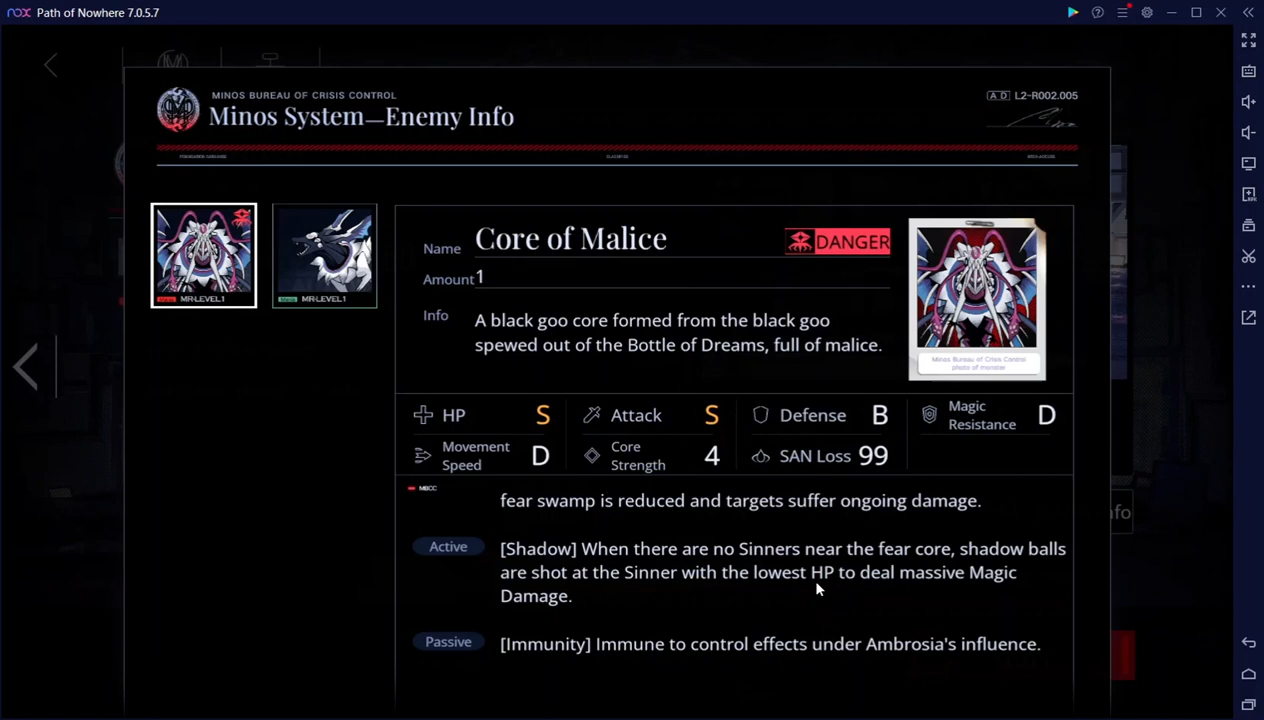 nox Path of Nowhere 7.0.5.7
MINOS BUREAU OF CRISIS CONTROL
Minos System—Enemy Info
AD L2-R002.005
CLASSIFIED
MR-LEVEL1
MR-LEVEL1
Name Core of Malice
DANGER
Amount 1
Info A black goo core formed from the black goo
spewed out of the Bottle of Dreams, full of malice.
Minos Bureau of Crisis Control
photo of monster
HP S
Attack S
Defense B
Magic
Resistance D
Movement
Speed D
Core
Strength 4
SAN Loss 99
MBCC
fear swamp is reduced and targets suffer ongoing damage.
Active [Shadow] When there are no Sinners near the fear core, shadow balls
are shot at the Sinner with the lowest HP to deal massive Magic
Damage.
Passive [Immunity] Immune to control effects under Ambrosia's influence.
fo